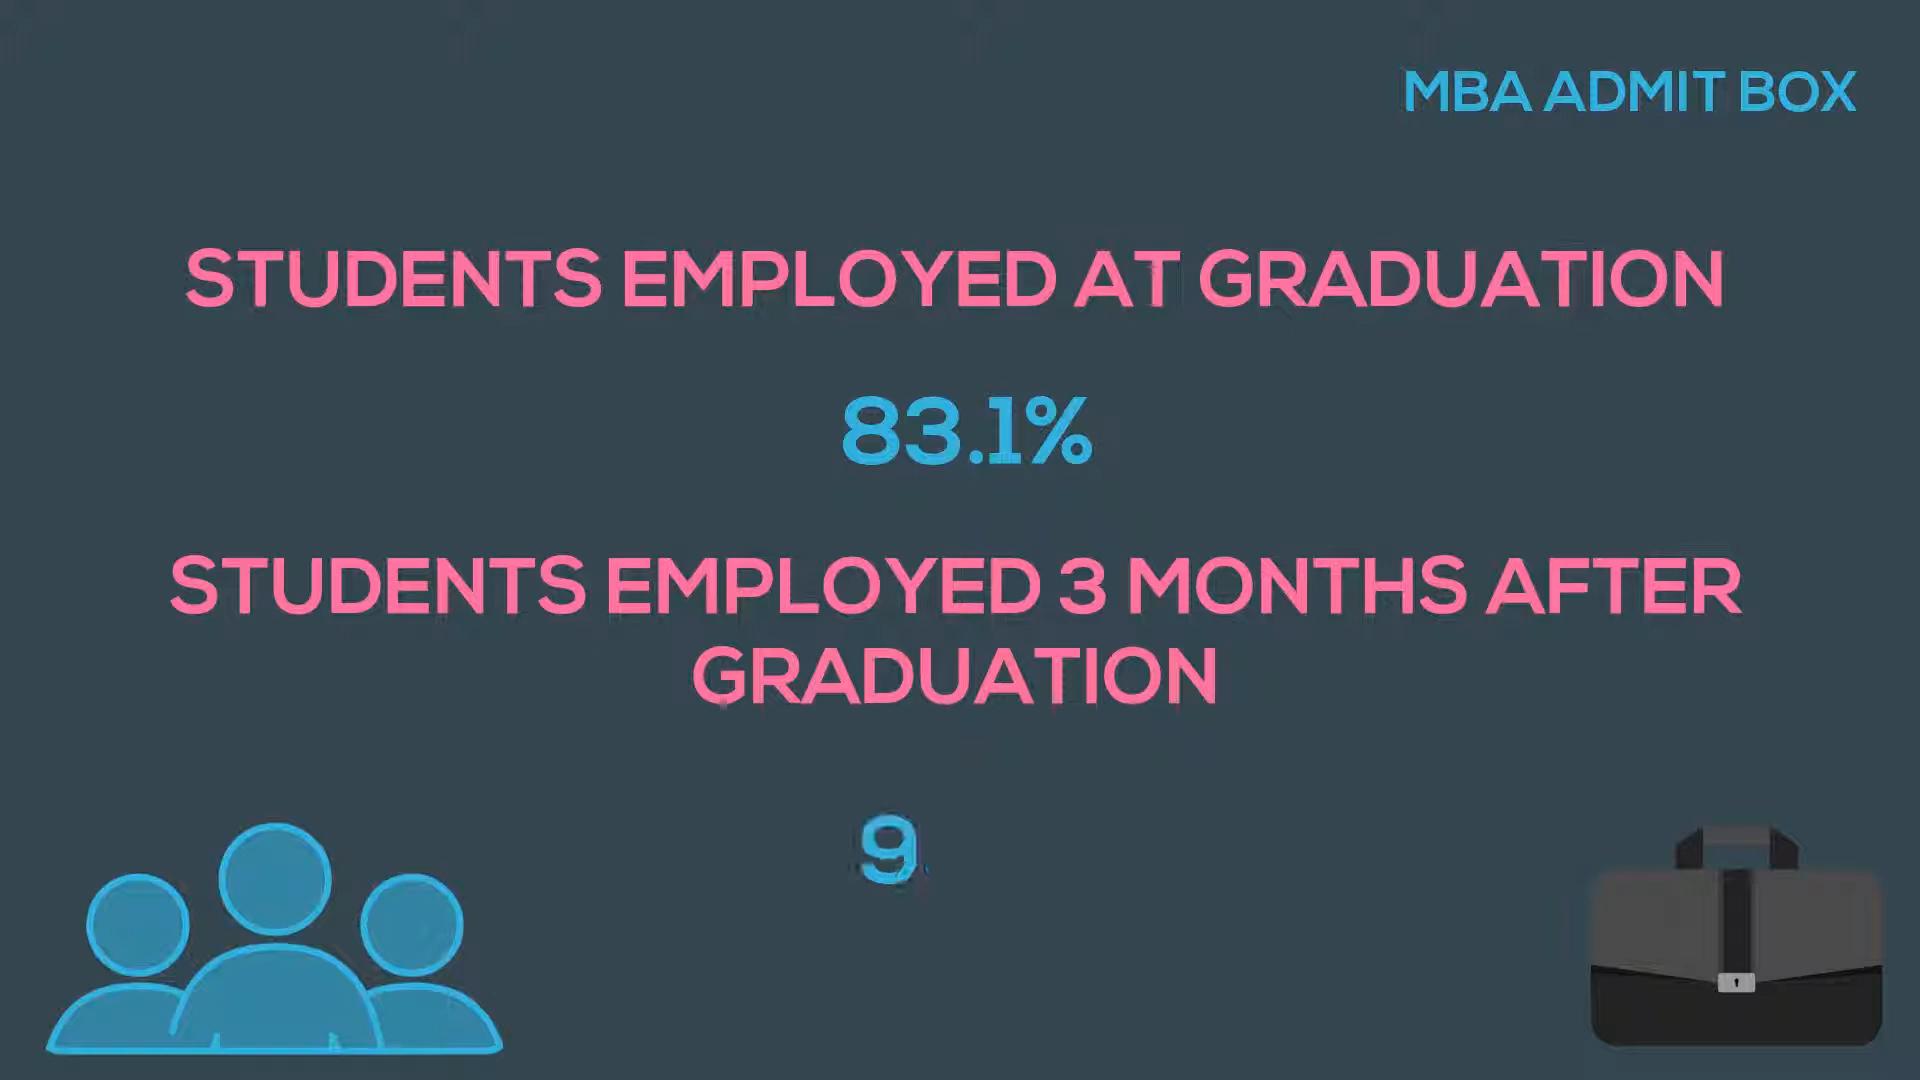 MBA ADMIT BOX
STUDENTS EMPLOYED AT GRADUATION
83.1%
STUDENTS EMPLOYED 3 MONTHS AFTER
GRADUATION
9